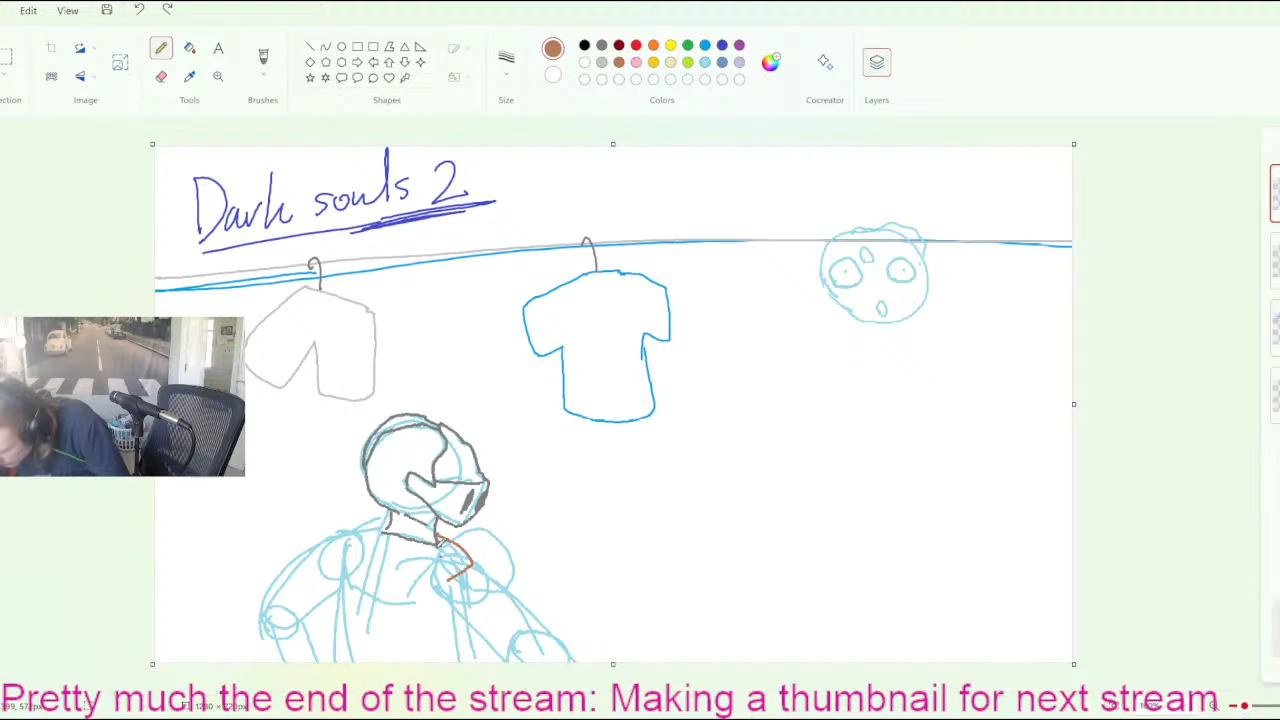 Edit View
Image
Tools
Brushes
Shapes
Size
Colors
Cocreator
Layers
Dark souls 2
Pretty much the end of the stream: Making a thumbnail for next stream